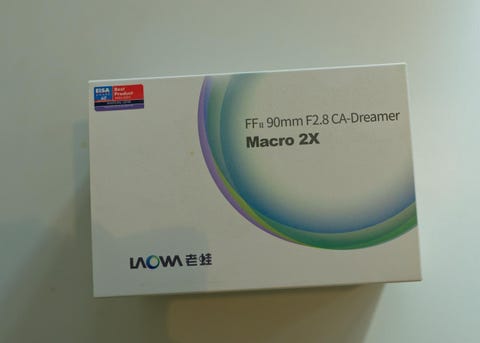 EISA
Best
Product
FFⅡ 90mm F2.8 CA-Dreamer
Macro 2X
LAOWA 老蛙